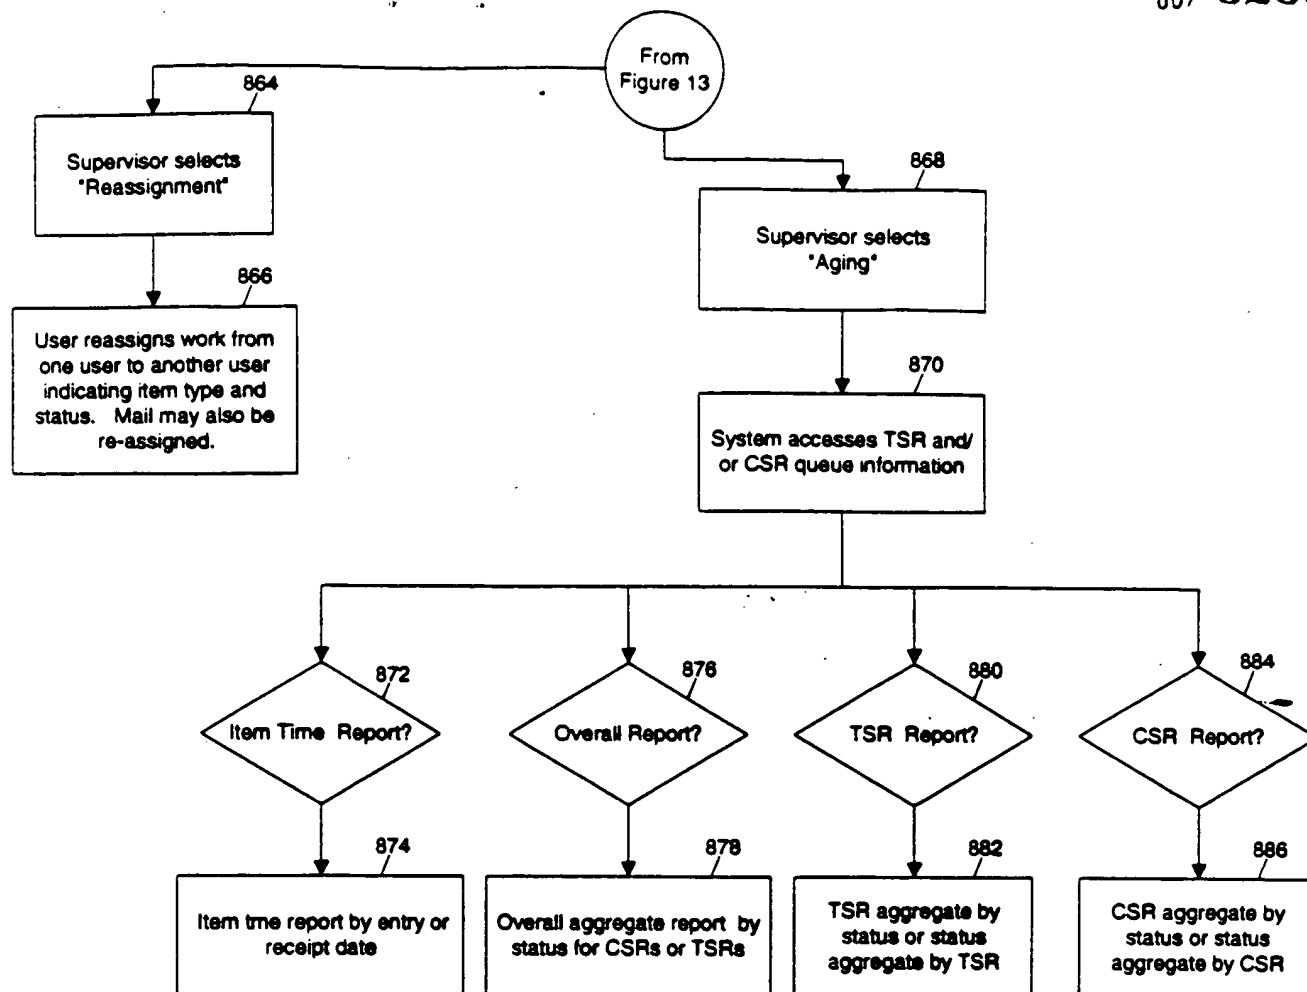 From
Figure 13
864
Supervisor selects
"Reassignment"
868
Supervisor selects
"Aging"
866
User reassigns work from
one user to another user
indicating item type and
status. Mail may also be
re-assigned.
870
System accesses TSR and/
or CSR queue information
872
Item Time Report?
876
Overall Report?
880
TSR Report?
884
CSR Report?
874
Item tme report by entry or
receipt date
878
Overall aggregate report by
status for CSRs or TSRs
882
TSR aggregate by
status or status
aggregate by TSR
886
CSR aggregate by
status or status
aggregate by CSR